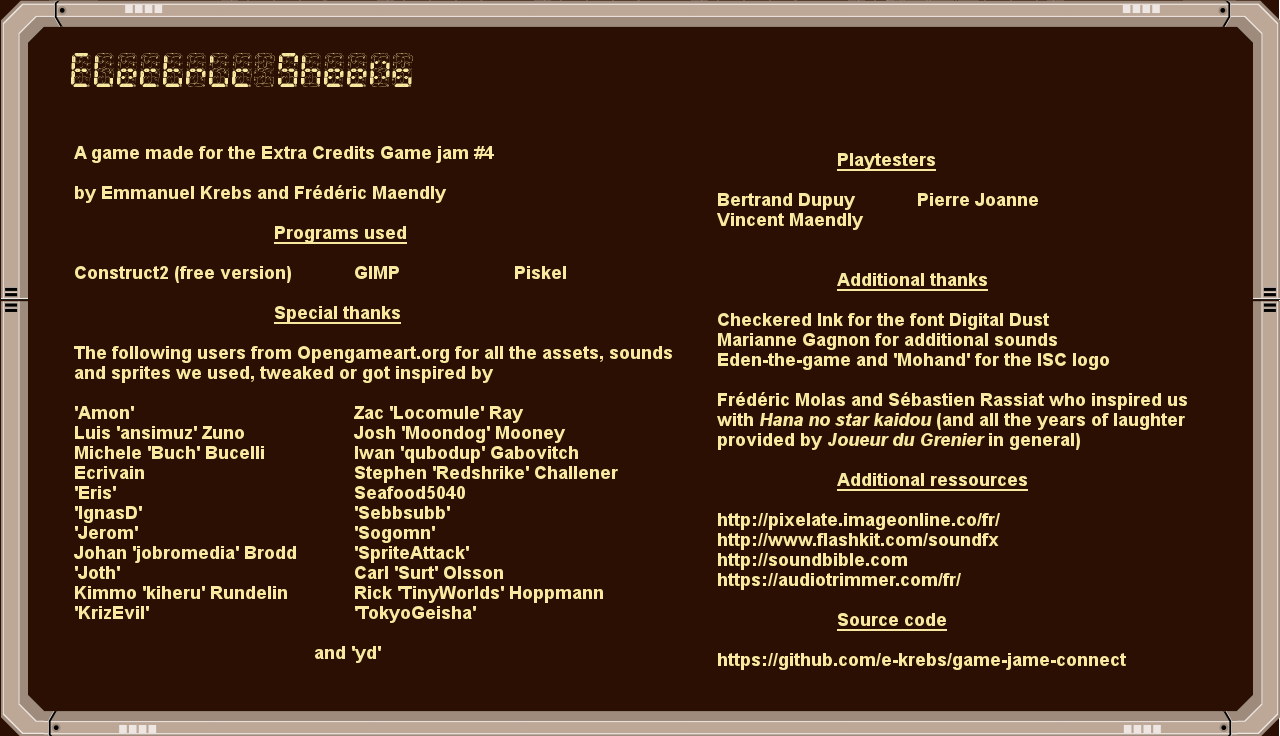 Electric Sheeps
A game made for the Extra Credits Game jam #4
by Emmanuel Krebs and Frédéric Maendly
Programs used
Construct2 (free version) GIMP Piskel
Special thanks
The following users from Opengameart.org for all the assets, sounds
and sprites we used, tweaked or got inspired by
'Amon' Zac 'Locomule' Ray
Luis 'ansimuz' Zuno Josh 'Moondog' Mooney
Michele 'Buch' Bucelli Iwan 'qubodup' Gabovitch
Ecrivain Stephen 'Redshrike' Challener
'Eris' Seafood5040
'IgnasD' 'Sebbsubb'
'Jerom' 'Sogomn'
Johan 'jobromedia' Brodd 'SpriteAttack'
'Joth' Carl 'Surt' Olsson
Kimmo 'kiheru' Rundelin Rick 'TinyWorlds' Hoppmann
'KrizEvil' 'TokyoGeisha'
and 'yd'
Playtesters
Bertrand Dupuy Pierre Joanne
Vincent Maendly
Additional thanks
Checkered Ink for the font Digital Dust
Marianne Gagnon for additional sounds
Eden-the-game and 'Mohand' for the ISC logo
Frédéric Molas and Sébastien Rassiat who inspired us
with Hana no star kaidou (and all the years of laughter
provided by Joueur du Grenier in general)
Additional ressources
http://pixelate.imageonline.co/fr/
http://www.flashkit.com/soundfx
http://soundbible.com
https://audiotrimmer.com/fr/
Source code
https://github.com/e-krebs/game-jame-connect